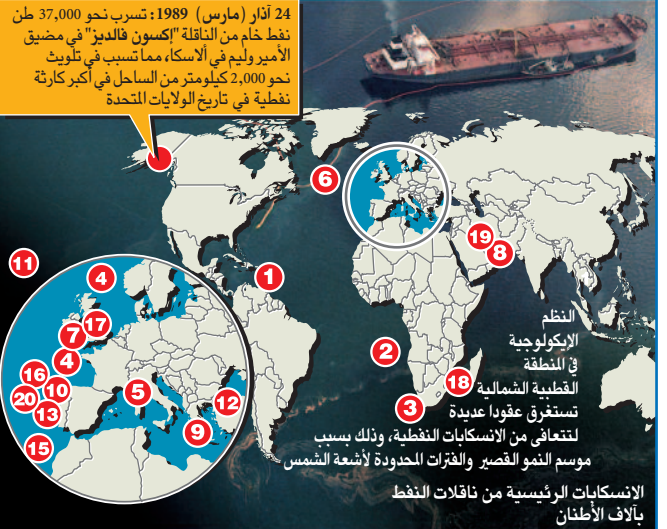 24 آذار (مارس) 1989: تسرب نحو 37,000 طن
نفط خام من الناقلة "إكسون فالديز" في مضيق
الأمير وليم في ألاسكا، مما تسبب في تلويث
نحو 2,000 كيلومتر من الساحل في أكبر كارثة
نفطية في تاريخ الولايات المتحدة
6
19
8
11
4
1
17
7
4
16
10
20
13
15
5
12
9
2
18
3
النظم
الإيكولوجية
في المنطقة
القطبية الشمالية
تستغرق عقودا عديدة
لتتعافى من الانسكابات النفطية، وذلك بسبب
موسم النمو القصير والفترات المحدودة لأشعة الشمس
الإنسكابات الرئيسية من ناقلات النفط
بآلاف الأطنان